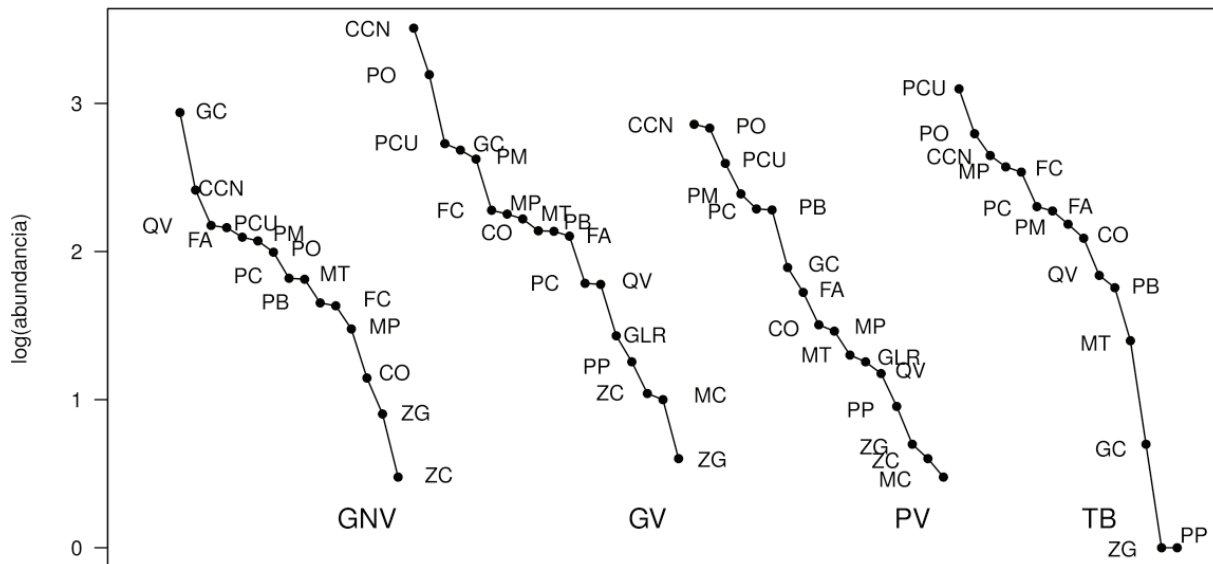 log(abundancia)
3
2
1
0
GC
CCN
QV
FA
PCU
PM
PO
PC
MT
PB
FC
MP
CO
ZG
ZC
GNV
CCN
PO
PCU
GC
PM
FC
MP
CO
MT
PB
FA
PC
QV
GLR
PP
ZC
MC
ZG
GV
CCN
PO
PCU
PM
PC
PB
GC
FA
CO
MP
MT
GLR
QV
PP
ZG
ZC
MC
PV
PCU
PO
CCN
MP
FC
PC
FA
PM
CO
QV
PB
MT
GC
ZG
PP
TB